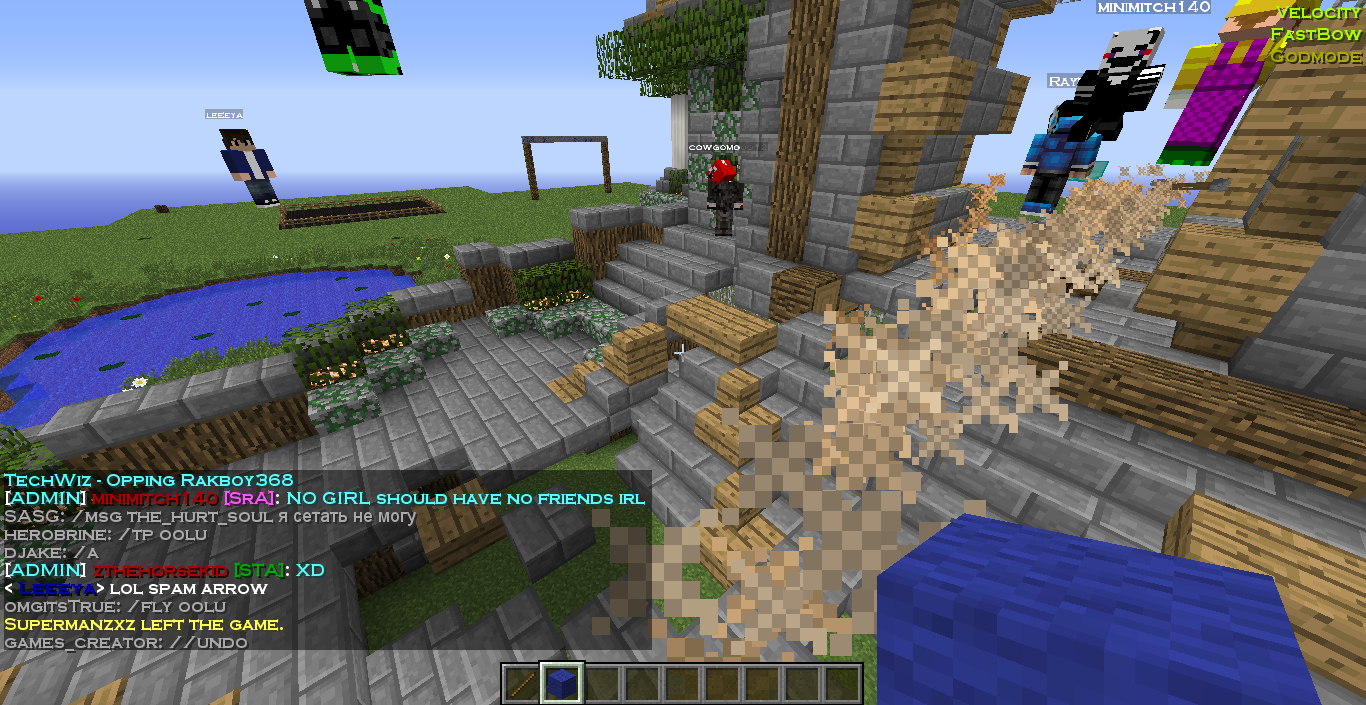 MINIMITCH140
VELOCITY
FASTBOW
GODMODE
RAY
LEEEYA
COWGOMO
TECHWIZ - OPPING RAKBOY368
[ADMIN] MINIMITCH140 [SRA]: NO GIRL SHOULD HAVE NO FRIENDS IRL
SASG: /MSG THE_HURT_SOUL я сетать не могу
HEROBRINE: /TP OOLU
DJAKE: /A
[ADMIN] ZTHEHORSEKID [STA]: XD
< LEEEYA> LOL SPAM ARROW
OMGITSTRUE: /FLY OOLU
SUPERMANZXZ LEFT THE GAME.
GAMES_CREATOR: //UNDO